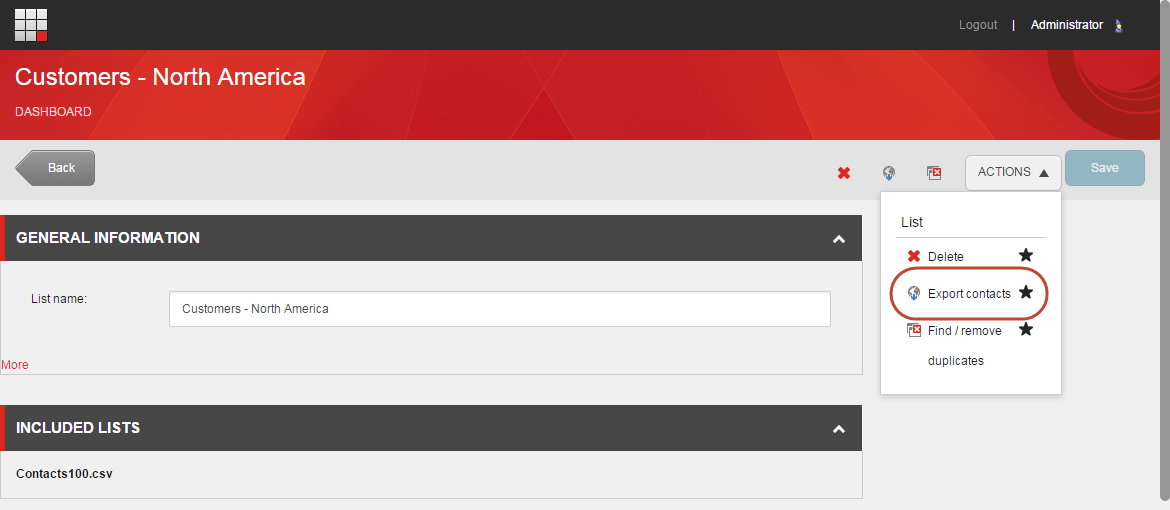 Logout | Administrator
Customers - North America
DASHBOARD
Back
ACTIONS
Save
List
Delete
Export contacts
Find / remove
duplicates
GENERAL INFORMATION
List name:
Customers - North America
More
INCLUDED LISTS
Contacts100.csv